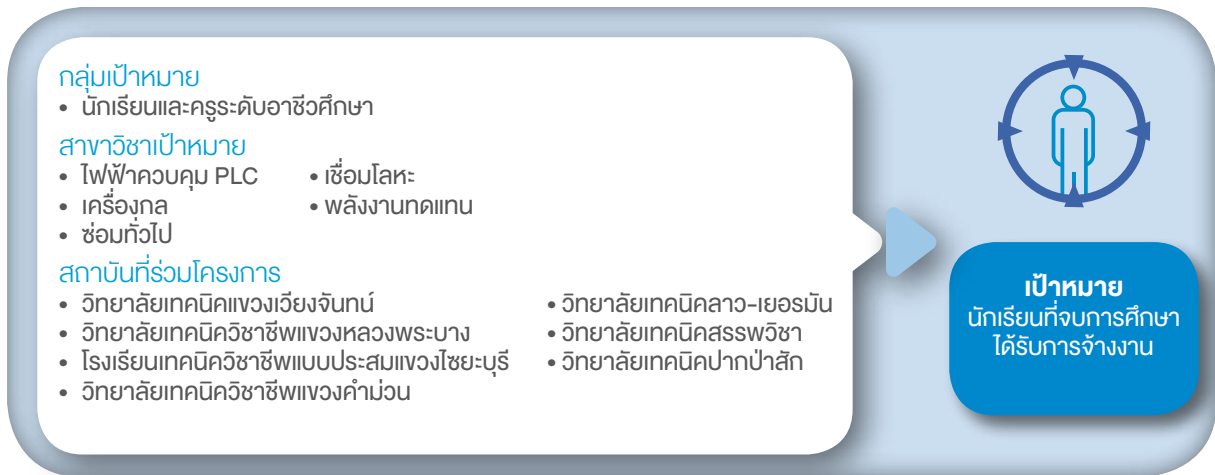 กลุ่มเป้าหมาย
• นักเรียนและครูระดับอาชีวศึกษา
สาขาวิชาเป้าหมาย
• ไฟฟ้าควบคุม PLC
• เครื่องกล
• ซ่อมทั่วไป
• เชื่อมโลหะ
• พลังงานทดแทน
สถาบันที่ร่วมโครงการ
• วิทยาลัยเทคนิคแขวงเวียงจันทน์
• วิทยาลัยเทคนิควิชาชีพแขวงหลวงพระบาง
• โรงเรียนเทคนิควิชาชีพแบบประสมแขวงไซยะบุรี
• วิทยาลัยเทคนิควิชาชีพแขวงคำม่วน
• วิทยาลัยเทคนิคลาว-เยอรมัน
• วิทยาลัยเทคนิคสรรพวิชา
• วิทยาลัยเทคนิคปากป่าสัก
เป้าหมาย
นักเรียนที่จบการศึกษา
ได้รับการจ้างงาน